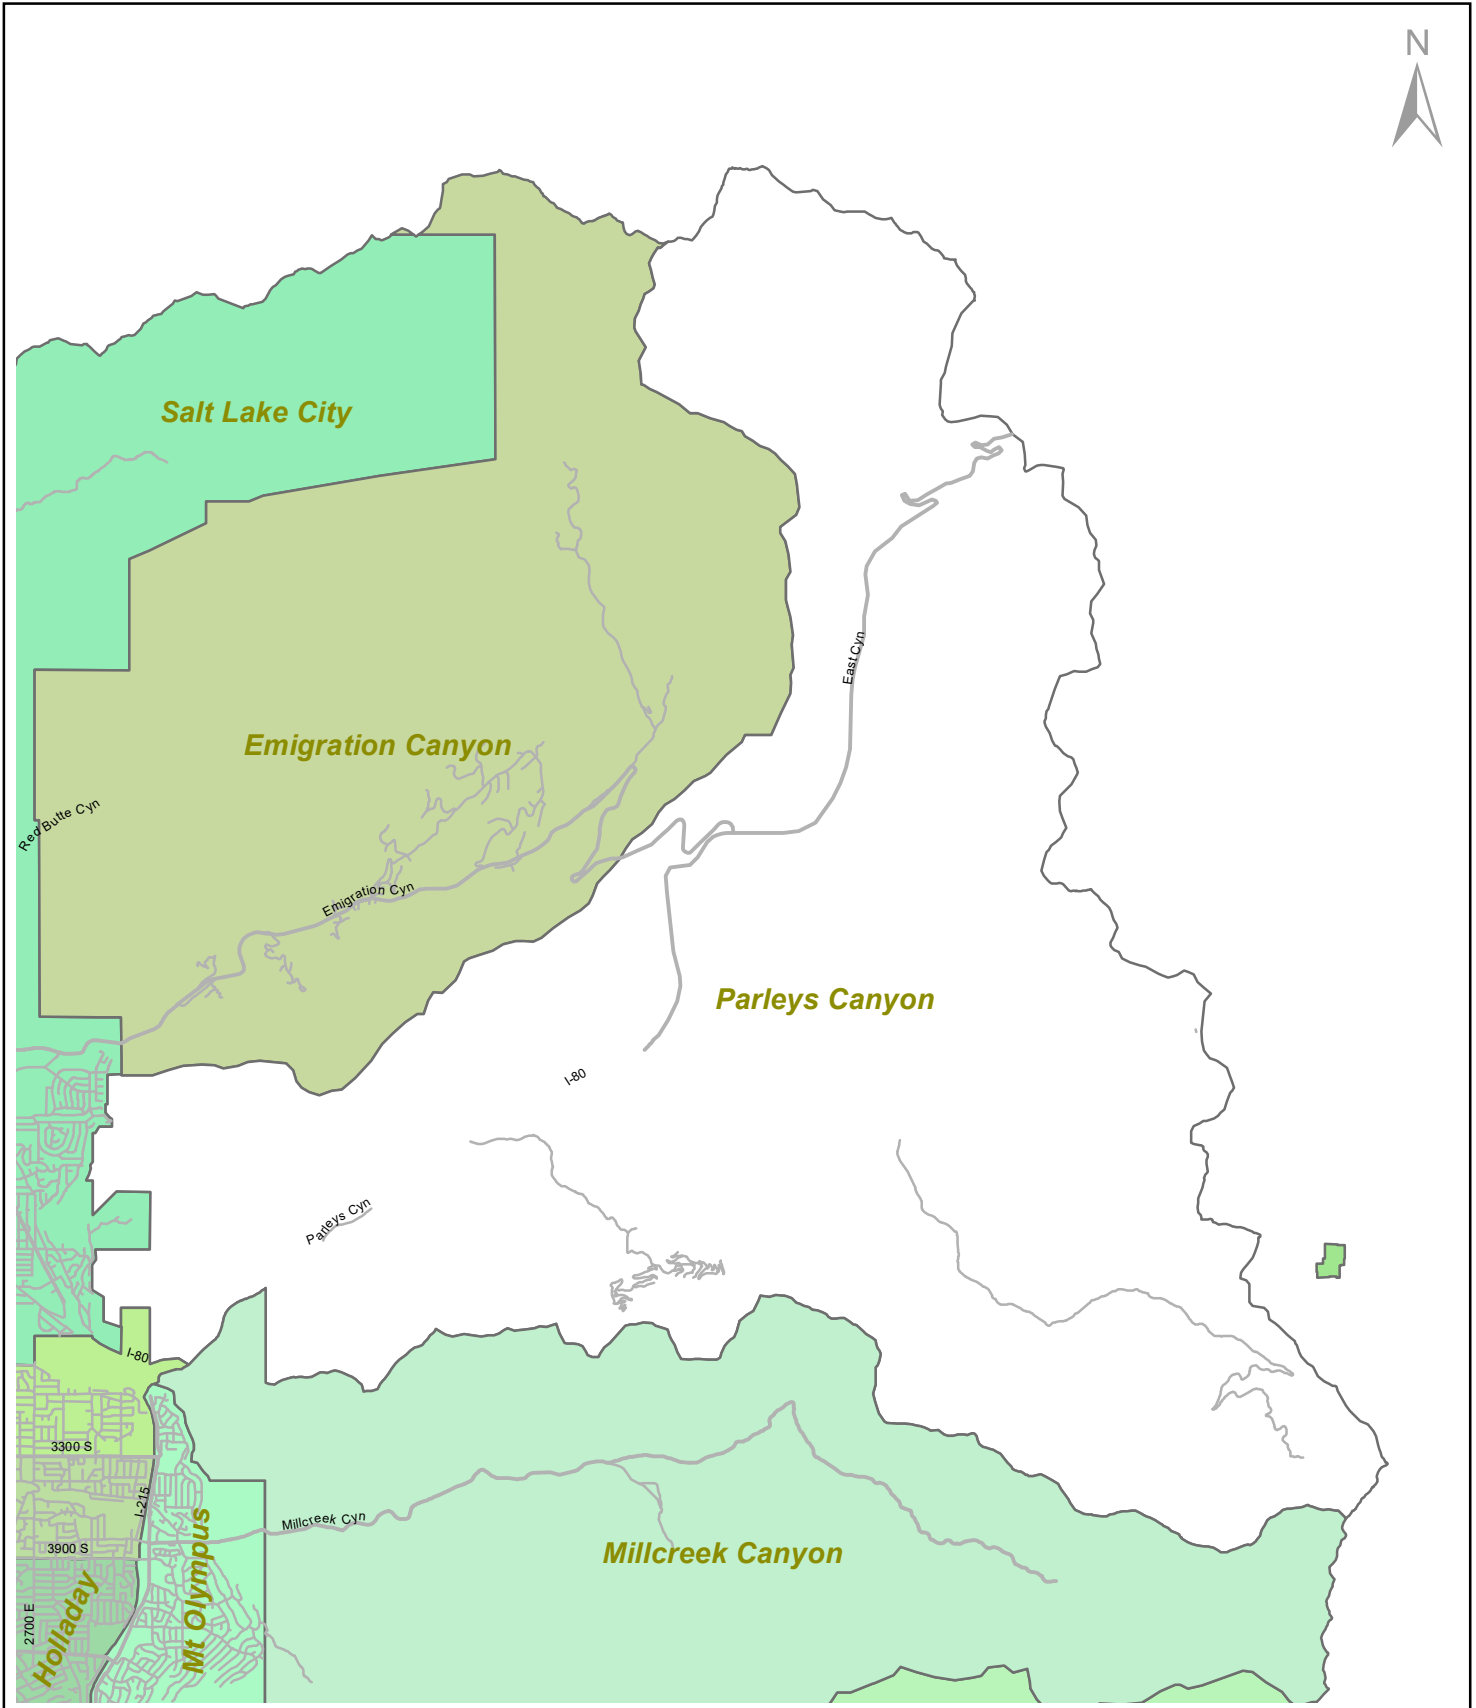 N
Salt Lake City
East Cyn
Emigration Canyon
Red Butte Cyn
Emigration Cyn
Parleys Canyon
I-80
Parleys Cyn
I-80
3300 S
I-215
Millcreek Cyn
3900 S
Millcreek Canyon
Mt Olympus
Holladay
2700 E